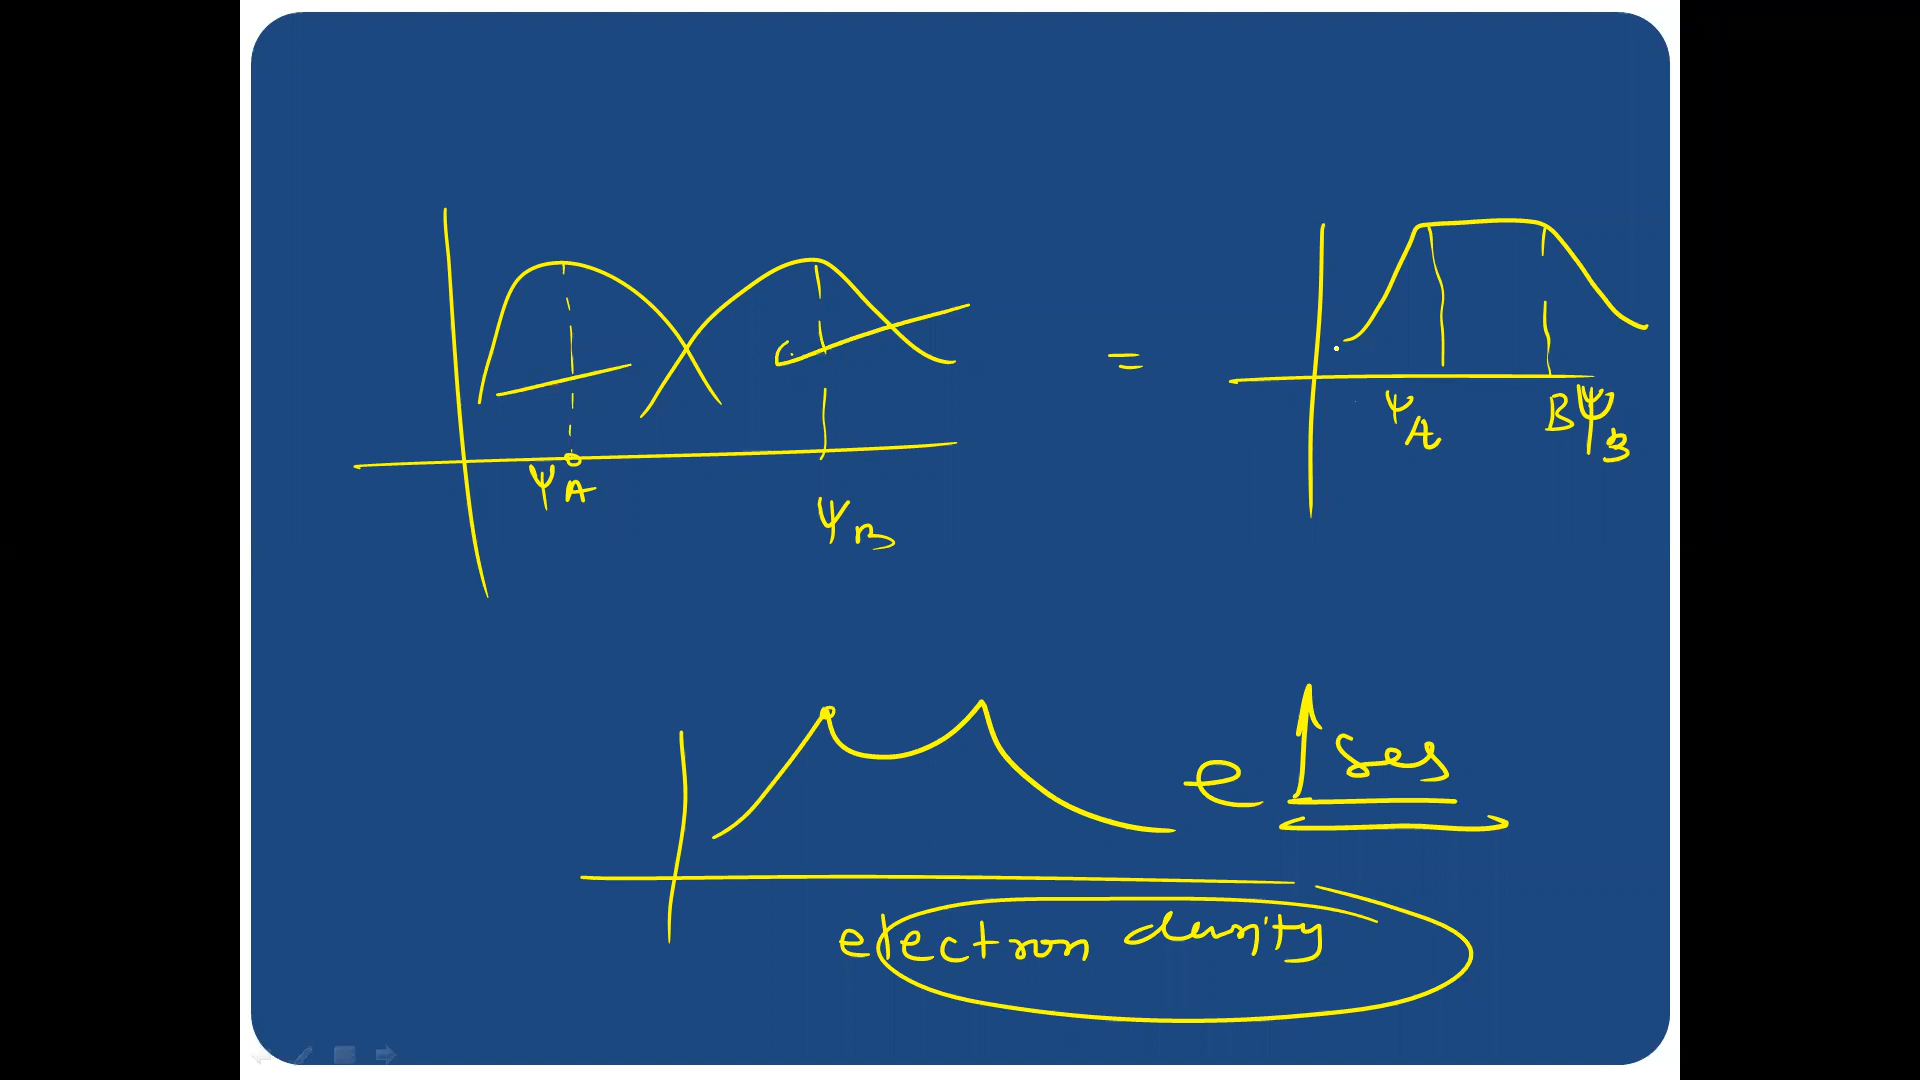 =
ψA
BψB
ψA
ψB
e
electron density